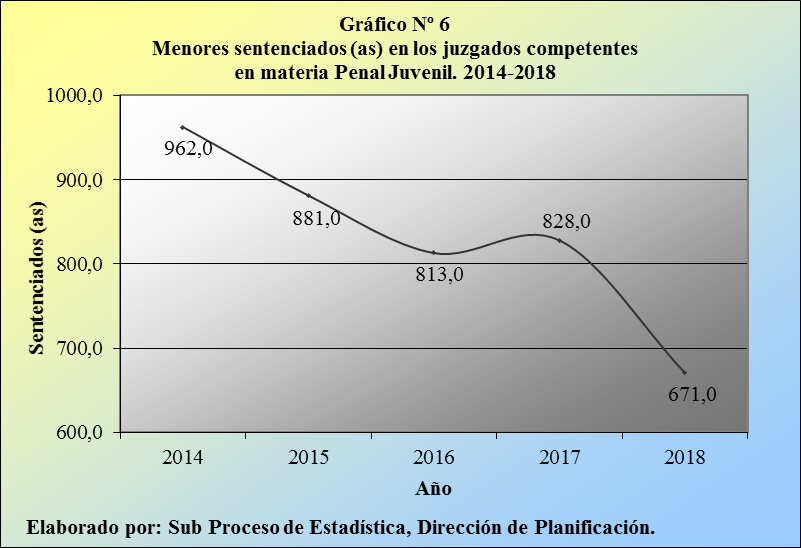 Gráfico Nº 6
Menores sentenciados (as) en los juzgados competentes
en materia Penal Juvenil. 2014-2018
1000,0
900,0
800,0
700,0
600,0
Sentenciados (as)
962,0
881,0
813,0
828,0
671,0
2014 2015 2016 2017 2018
Año
Elaborado por: Sub Proceso de Estadística, Dirección de Planificación.